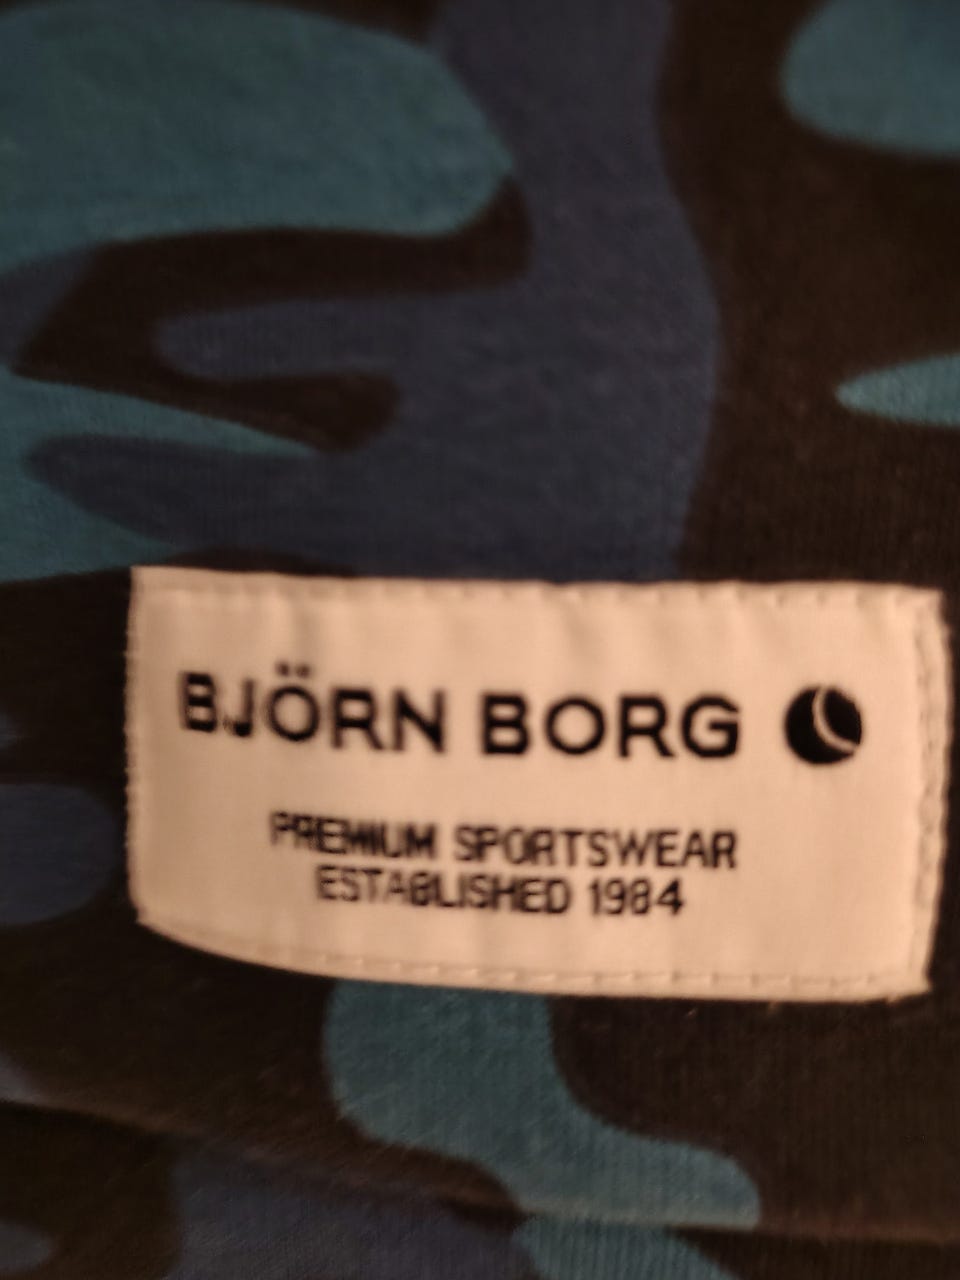 BJÖRN BORG
PREMIUM SPORTSWEAR
ESTABLISHED 1984